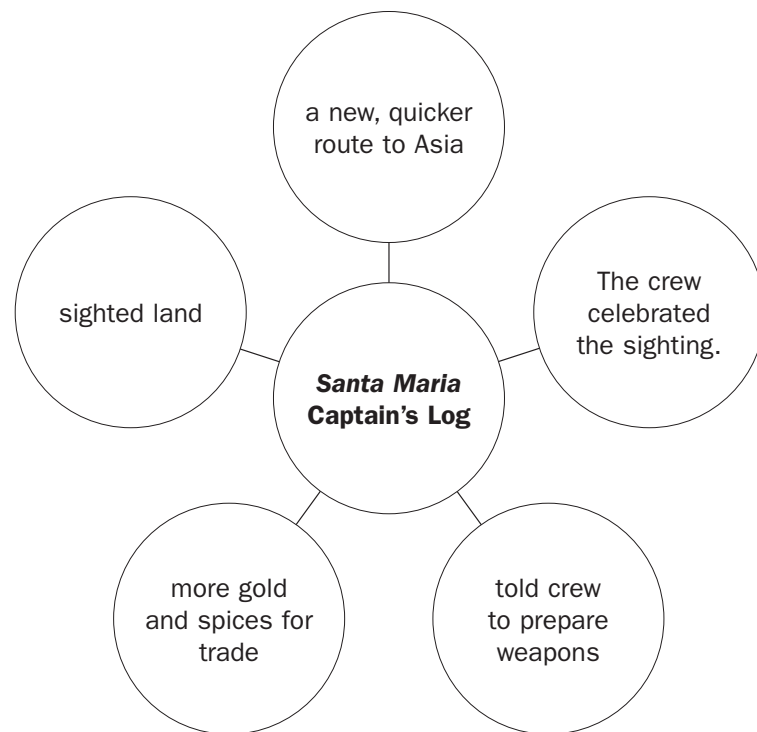 a new, quicker
route to Asia
sighted land
The crew
celebrated
the sighting.
Santa Maria
Captain’s Log
more gold
and spices for
trade
told crew
to prepare
weapons